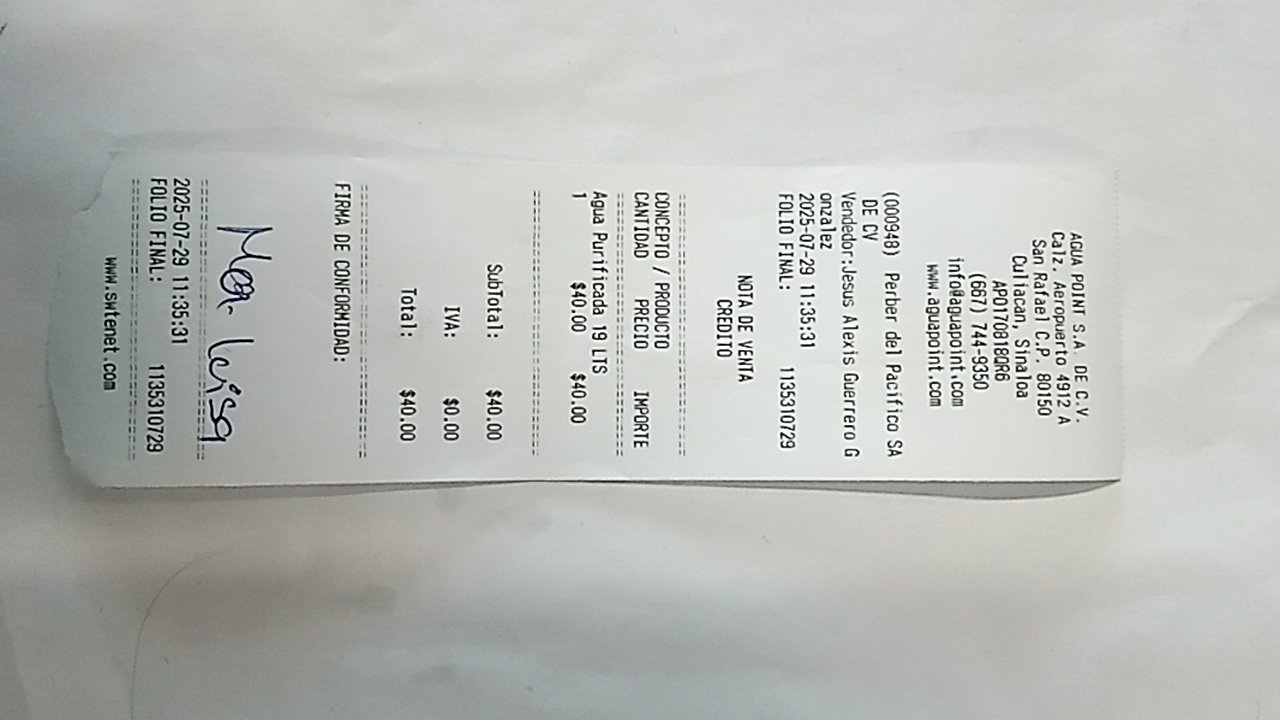 AGUA POINT S.A. DE C.V.
Calz. Aeropuerto 4912 A
San Rafael C.P. 80150
Culiacan, Sinaloa
APO170818QR6
(667) 744-9350
info@aguapoint.com
www.aguapoint.com
(000948) Perber del Pacifico SA
DE CV
Vendedor:Jesus Alexis Guerrero G
onzalez
2025-07-29 11:35:31
FOLIO FINAL: 1135310729
NOTA DE VENTA
CREDITO
CONCEPTO / PRODUCTO
CANTIDAD PRECIO IMPORTE
Agua Purificada 19 LTS
1 $40.00 $40.00
SubTotal: $40.00
IVA: $0.00
Total: $40.00
FIRMA DE CONFORMIDAD:
2025-07-29 11:35:31
FOLIO FINAL: 1135310729
www.swtenet.com